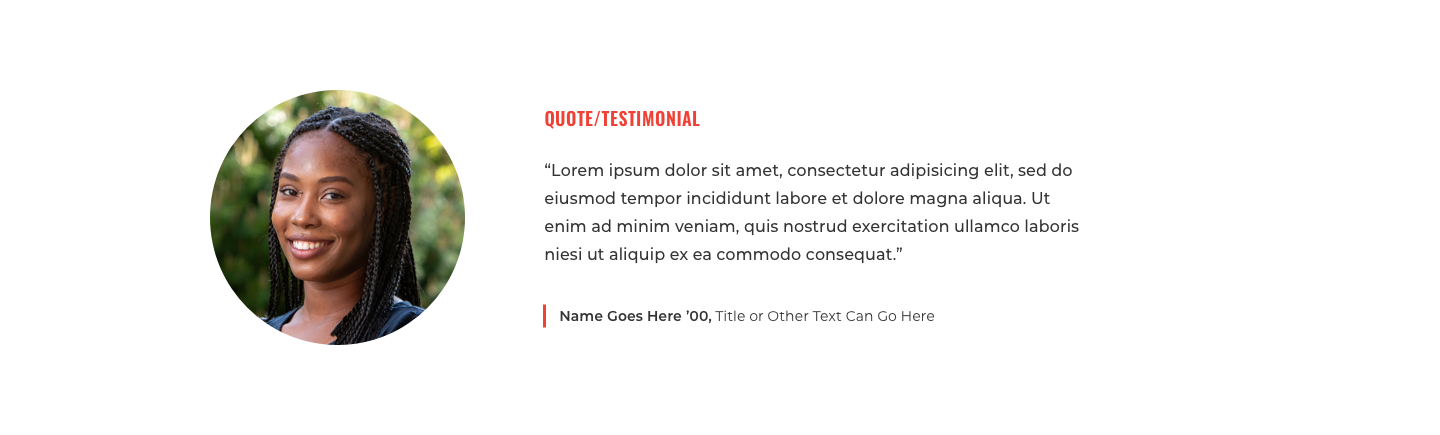 QUOTE/TESTIMONIAL
“Lorem ipsum dolor sit amet, consectetur adipisicing elit, sed do
eiusmod tempor incididunt labore et dolore magna aliqua. Ut
enim ad minim veniam, quis nostrud exercitation ullamco laboris
niesi ut aliquip ex ea commodo consequat.”
Name Goes Here ’00, Title or Other Text Can Go Here